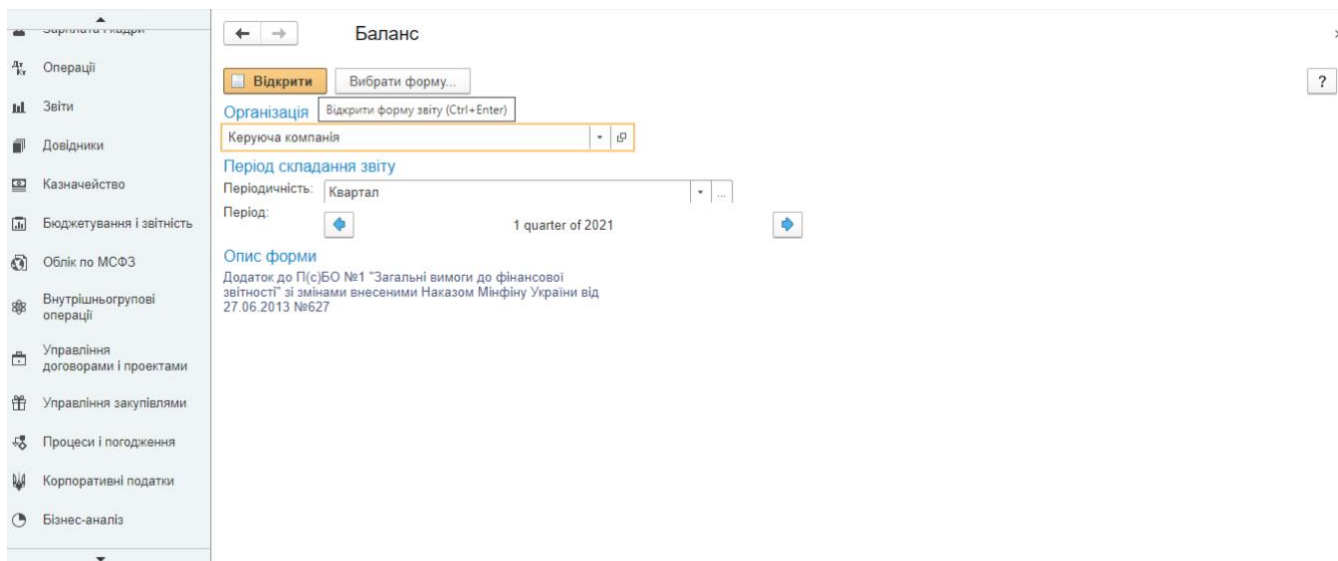 Зарплата і кадри
Операції
Звіти
Довідники
Казначейство
Бюджетування і звітність
Облік по МСФЗ
Внутрішньогрупові
операції
Управління
договорами і проектами
Управління закупівлями
Процеси і погодження
Корпоративні податки
Бізнес-аналіз
Баланс
Відкрити
Вибрати форму...
?
Організація
Відкрити форму звіту (Ctrl+Enter)
Керуюча компанія
Період складання звіту
Періодичність:
Квартал
...
Період:
1 quarter of 2021
Опис форми
Додаток до П(с)БО №1 "Загальні вимоги до фінансової
звітності" зі змінами внесеними Наказом Мінфіну України від
27.06.2013 №627